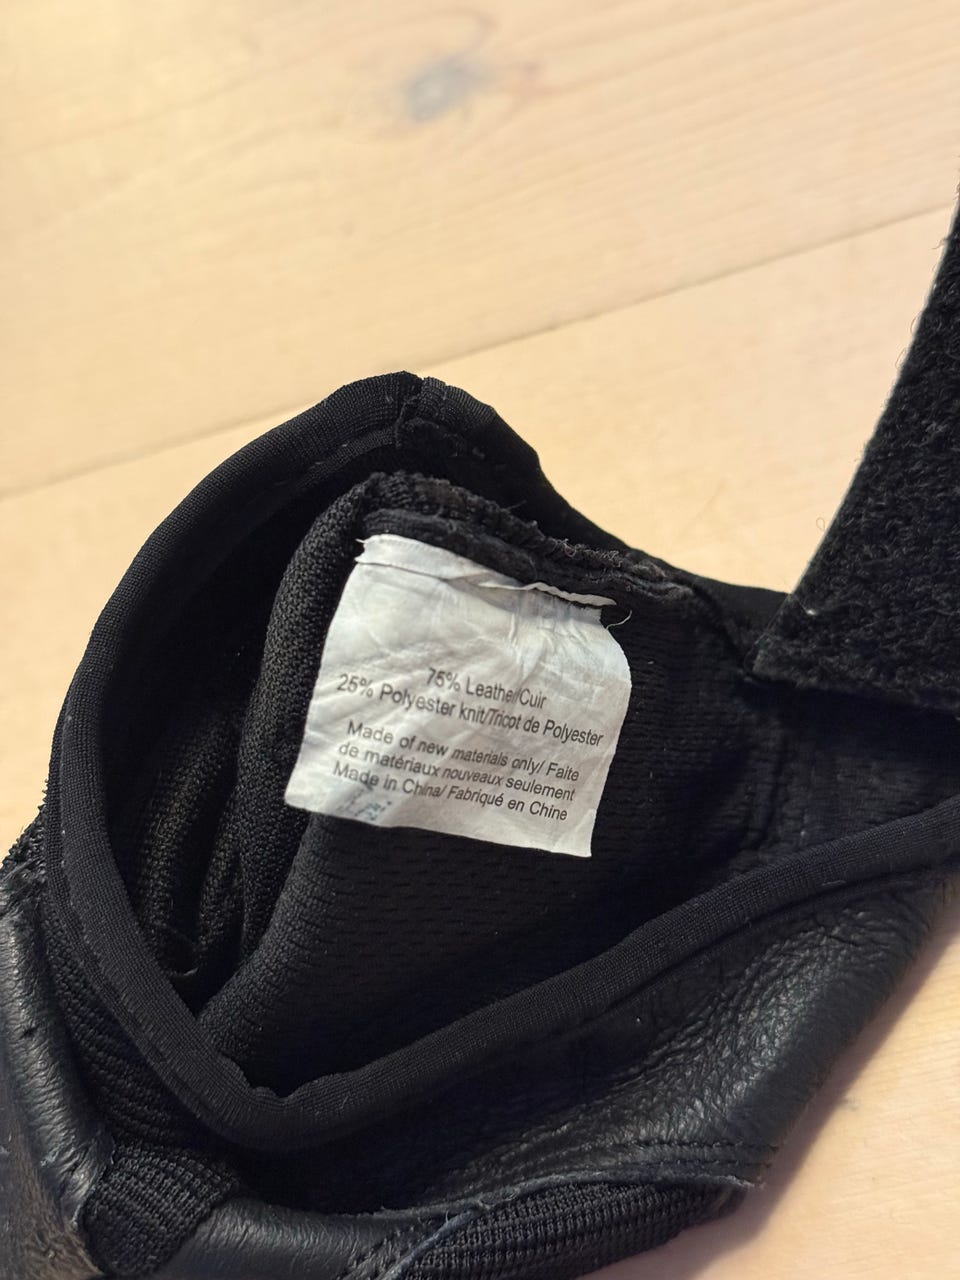 75% Leather/Cuir
25% Polyester knit/Tricot de Polyester
Made of new materials only/ Faite
de matériaux nouveaux seulement
Made in China/ Fabriqué en Chine